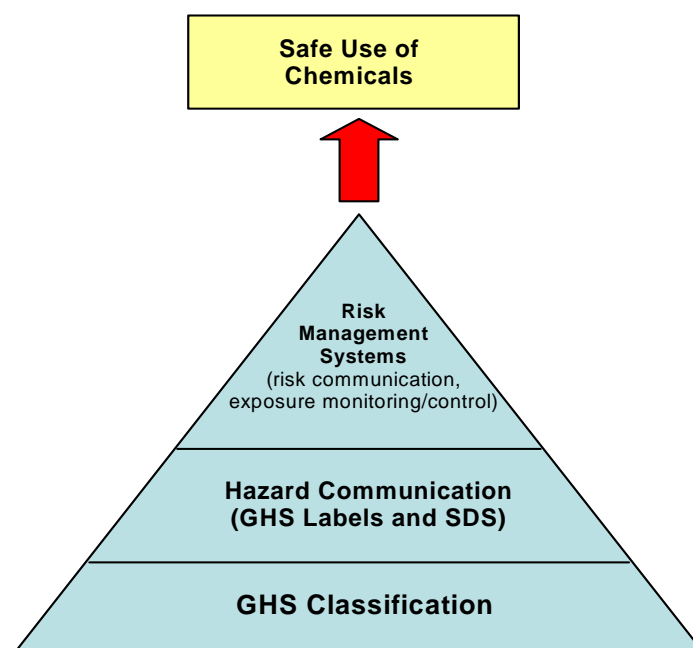 Safe Use of
Chemicals
Risk
Management
Systems
(risk communication,
exposure monitoring/control)
Hazard Communication
(GHS Labels and SDS)
GHS Classification